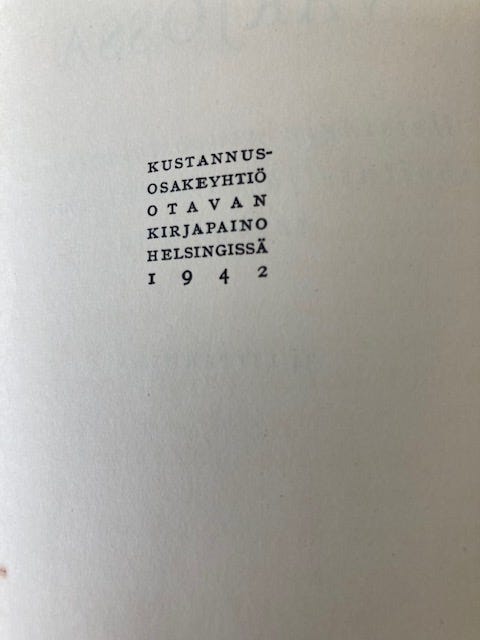 KUSTANNUS-
OSAKEYHTIÖ
OTAVAN
KIRJAPAINO
HELSINGISSÄ
1942